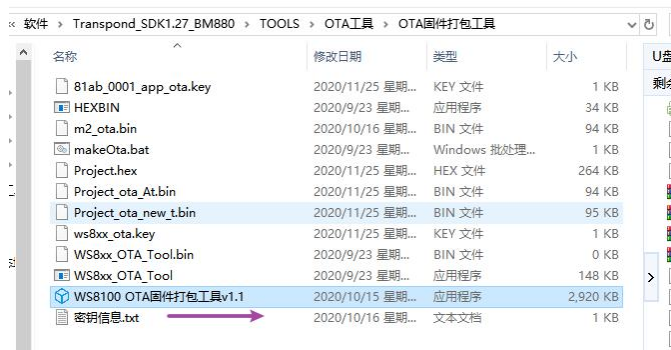 软件 › Transpond_SDK1.27_BM880 › TOOLS › OTA工具 › OTA固件打包工具
名称 修改日期 类型 大小
81ab_0001_app_ota.key 2020/11/25 星期... KEY 文件 1 KB
HEXBIN 2020/9/23 星期... 应用程序 34 KB
m2_ota.bin 2020/10/16 星期... BIN 文件 94 KB
makeOta.bat 2020/9/23 星期... Windows 批处理... 1 KB
Project.hex 2020/11/25 星期... HEX 文件 264 KB
Project_ota_At.bin 2020/11/25 星期... BIN 文件 94 KB
Project_ota_new_t.bin 2020/11/25 星期... BIN 文件 95 KB
ws8xx_ota.key 2020/11/25 星期... KEY 文件 1 KB
WS8xx_OTA_Tool.bin 2020/9/23 星期... BIN 文件 0 KB
WS8xx_OTA_Tool 2020/9/23 星期... 应用程序 148 KB
WS8100 OTA固件打包工具v1.1 2020/10/15 星期... 应用程序 2,920 KB
密钥信息.txt 2020/10/16 星期... 文本文档 1 KB
U盘